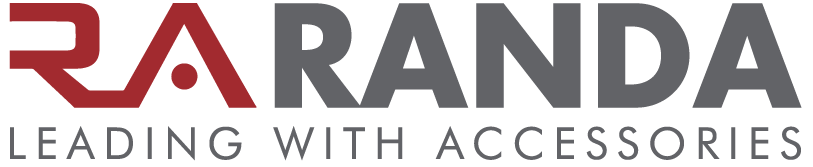 RA RANDA
LEADING WITH ACCESSORIES